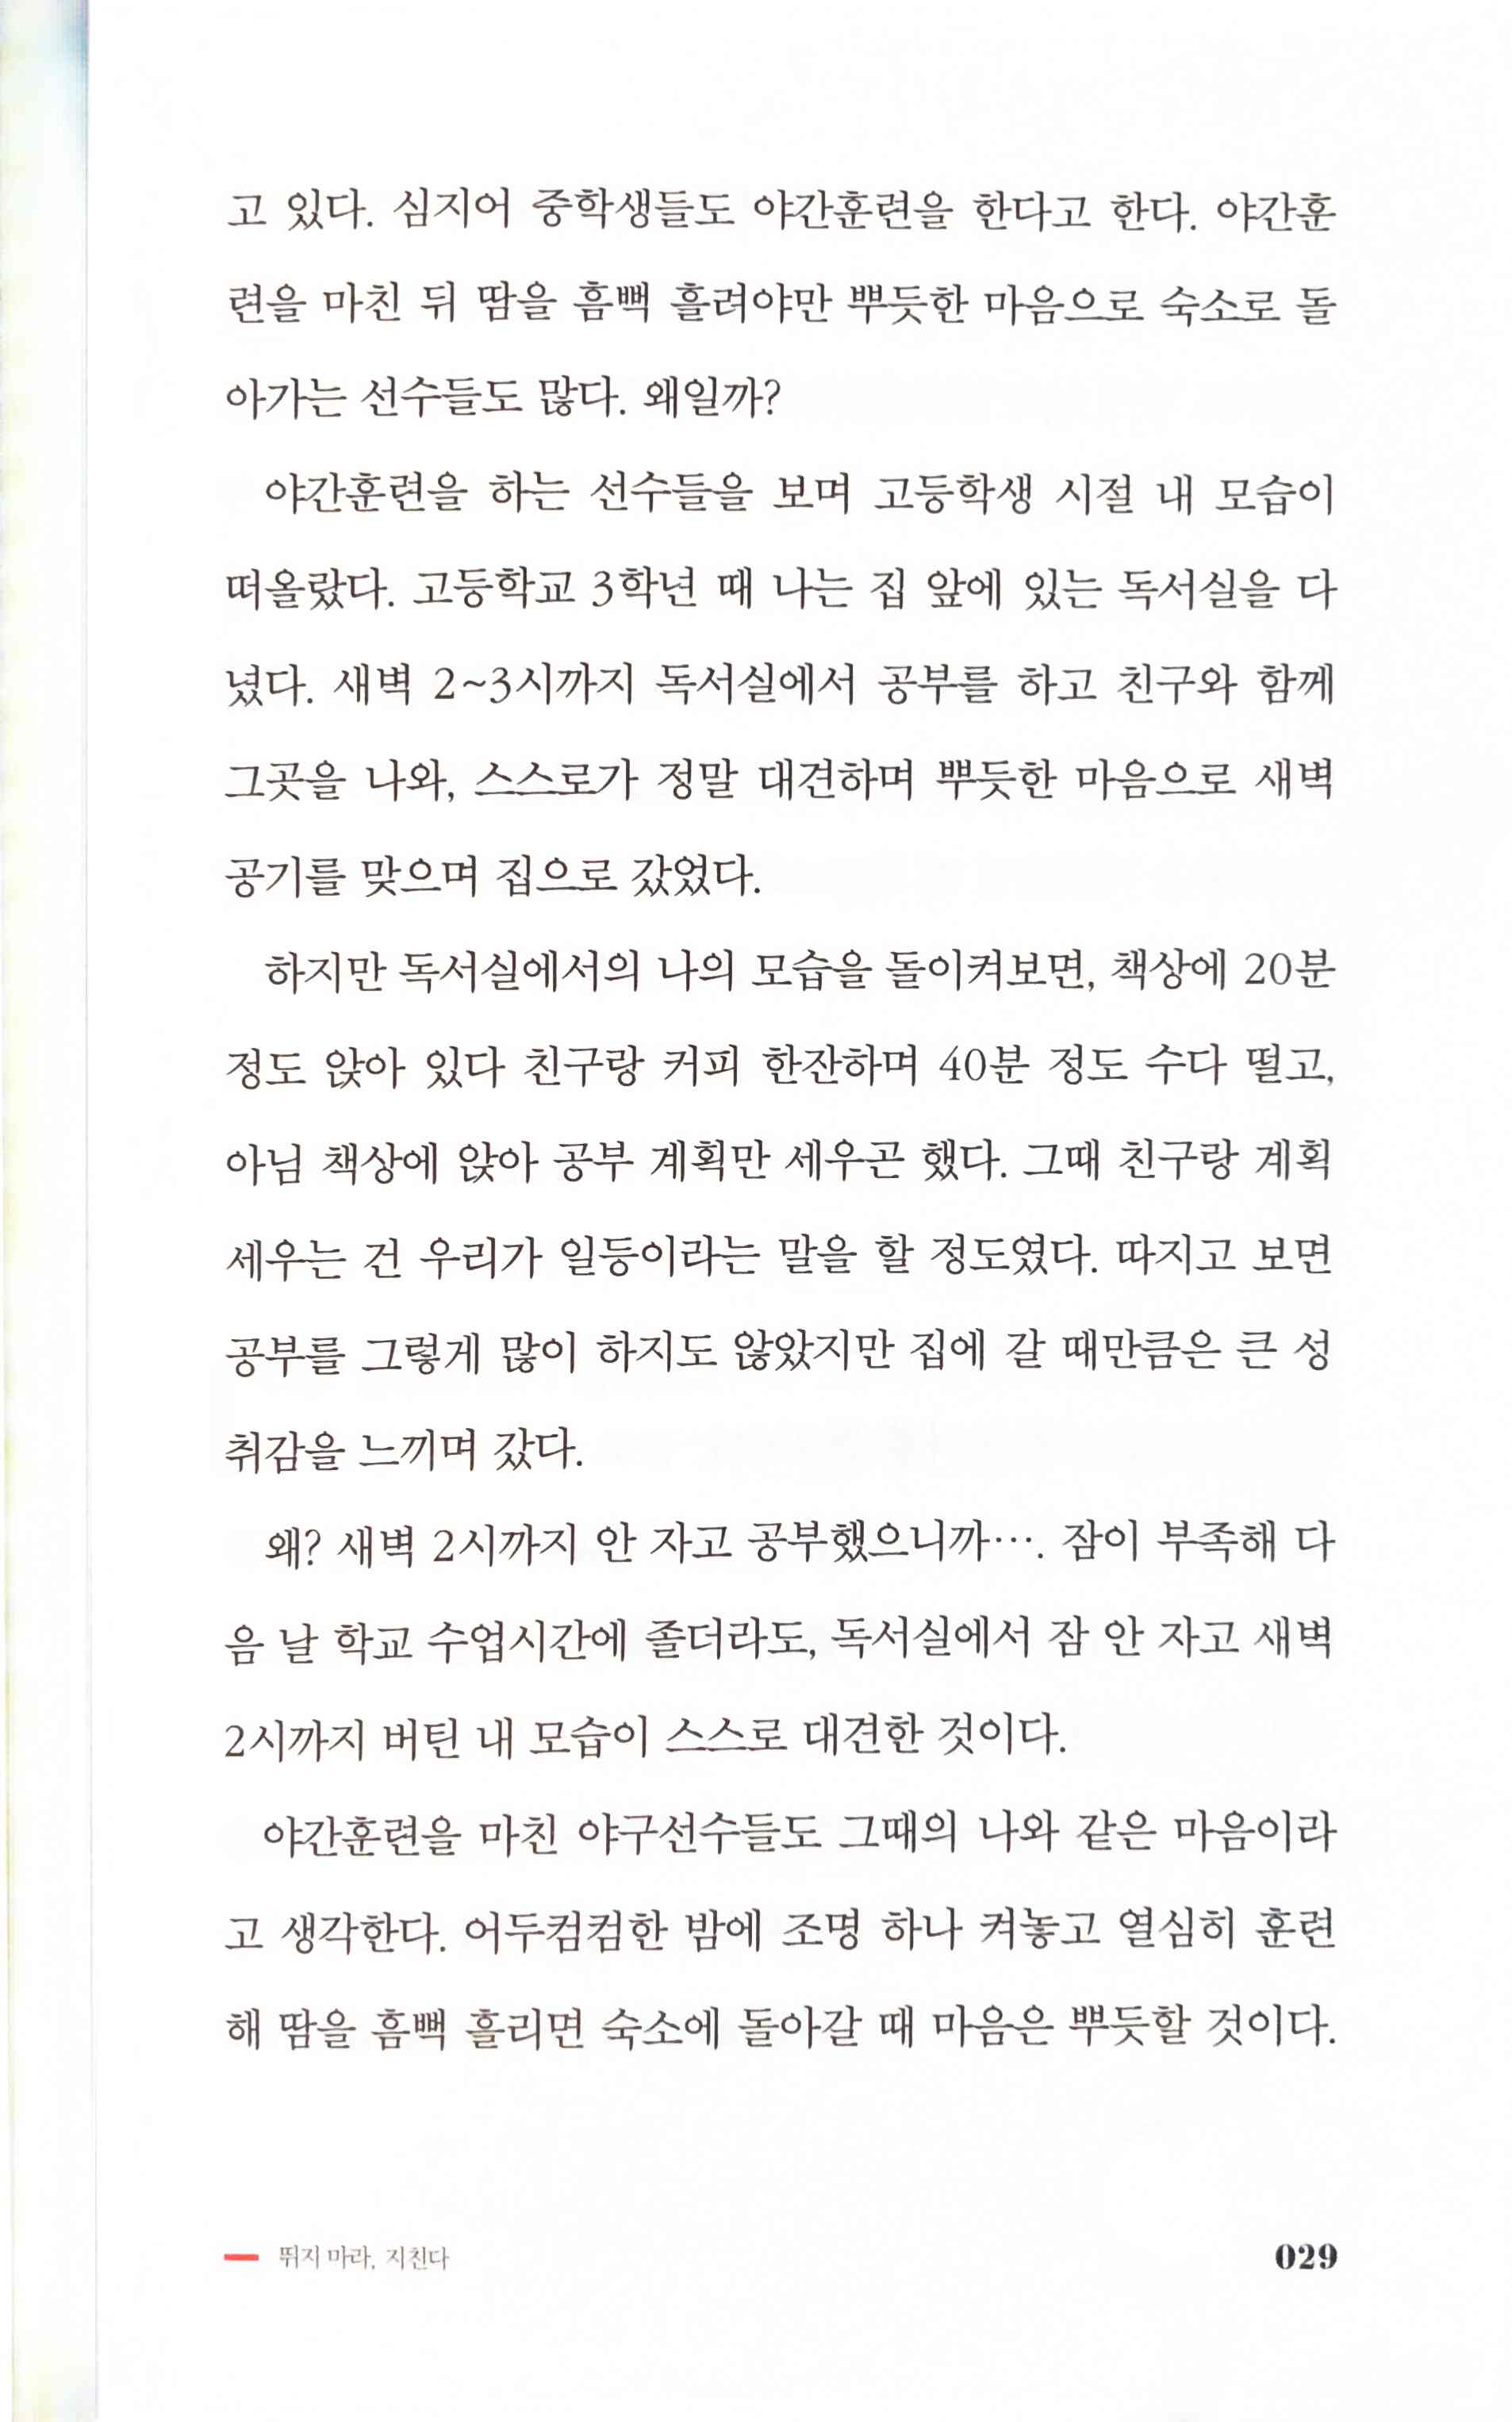 고 있다. 심지어 중학생들도 야간훈련을 한다고 한다. 야간훈
련을 마친 뒤 땀을 흠뻑 흘려야만 뿌듯한 마음으로 숙소로 돌
아가는 선수들도 많다. 왜일까?
야간훈련을 하는 선수들을 보며 고등학생 시절 내 모습이
떠올랐다. 고등학교 3학년 때 나는 집 앞에 있는 독서실을 다
녔다. 새벽 2~3시까지 독서실에서 공부를 하고 친구와 함께
그곳을 나와, 스스로가 정말 대견하며 뿌듯한 마음으로 새벽
공기를 맞으며 집으로 갔었다.
하지만 독서실에서의 나의 모습을 돌이켜보면, 책상에 20분
정도 앉아 있다 친구랑 커피 한잔하며 40분 정도 수다 떨고,
아님 책상에 앉아 공부 계획만 세우곤 했다. 그때 친구랑 계획
세우는 건 우리가 일등이라는 말을 할 정도였다. 따지고 보면
공부를 그렇게 많이 하지도 않았지만 집에 갈 때만큼은 큰 성
취감을 느끼며 갔다.
왜? 새벽 2시까지 안 자고 공부했으니까…. 잠이 부족해 다
음 날 학교 수업시간에 졸더라도, 독서실에서 잠 안 자고 새벽
2시까지 버틴 내 모습이 스스로 대견한 것이다.
야간훈련을 마친 야구선수들도 그때의 나와 같은 마음이라
고 생각한다. 어두컴컴한 밤에 조명 하나 켜놓고 열심히 훈련
해 땀을 흠뻑 흘리면 숙소에 돌아갈 때 마음은 뿌듯할 것이다.
뛰지 마라, 지친다 029